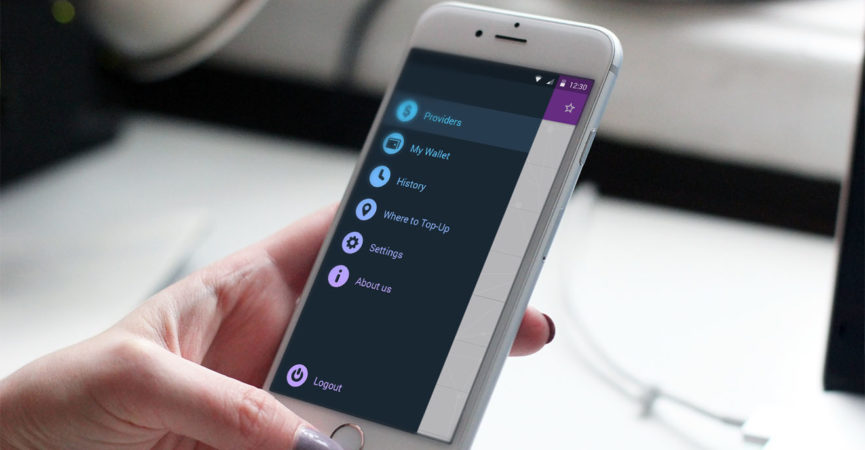 12:30
Providers
My Wallet
History
Where to Top-Up
Settings
About us
Logout